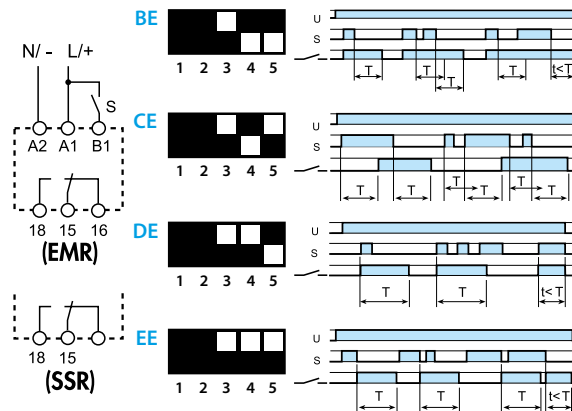 N/ - L/+
S
A2 A1 B1
18 15 16
(EMR)
18 15
(SSR)
BE
1 2 3 4 5
U
S
T T T t<T
T
CE
1 2 3 4 5
U
S
T T T T T T
DE
1 2 3 4 5
U
S
T T t<T
EE
1 2 3 4 5
U
S
T T T t<T